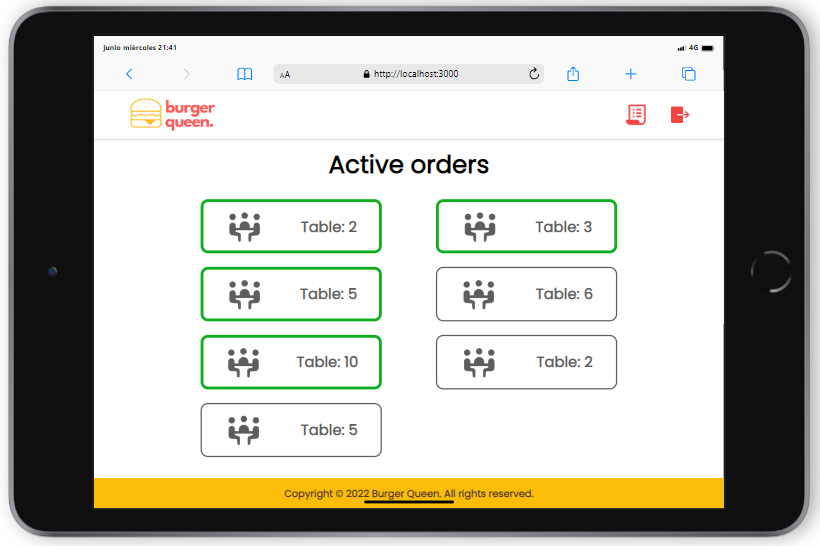 junio miércoles 21:41
4G
AA
http://localhost:3000
burger
queen.
Active orders
Table: 2
Table: 3
Table: 5
Table: 6
Table: 10
Table: 2
Table: 5
Copyright © 2022 Burger Queen. All rights reserved.